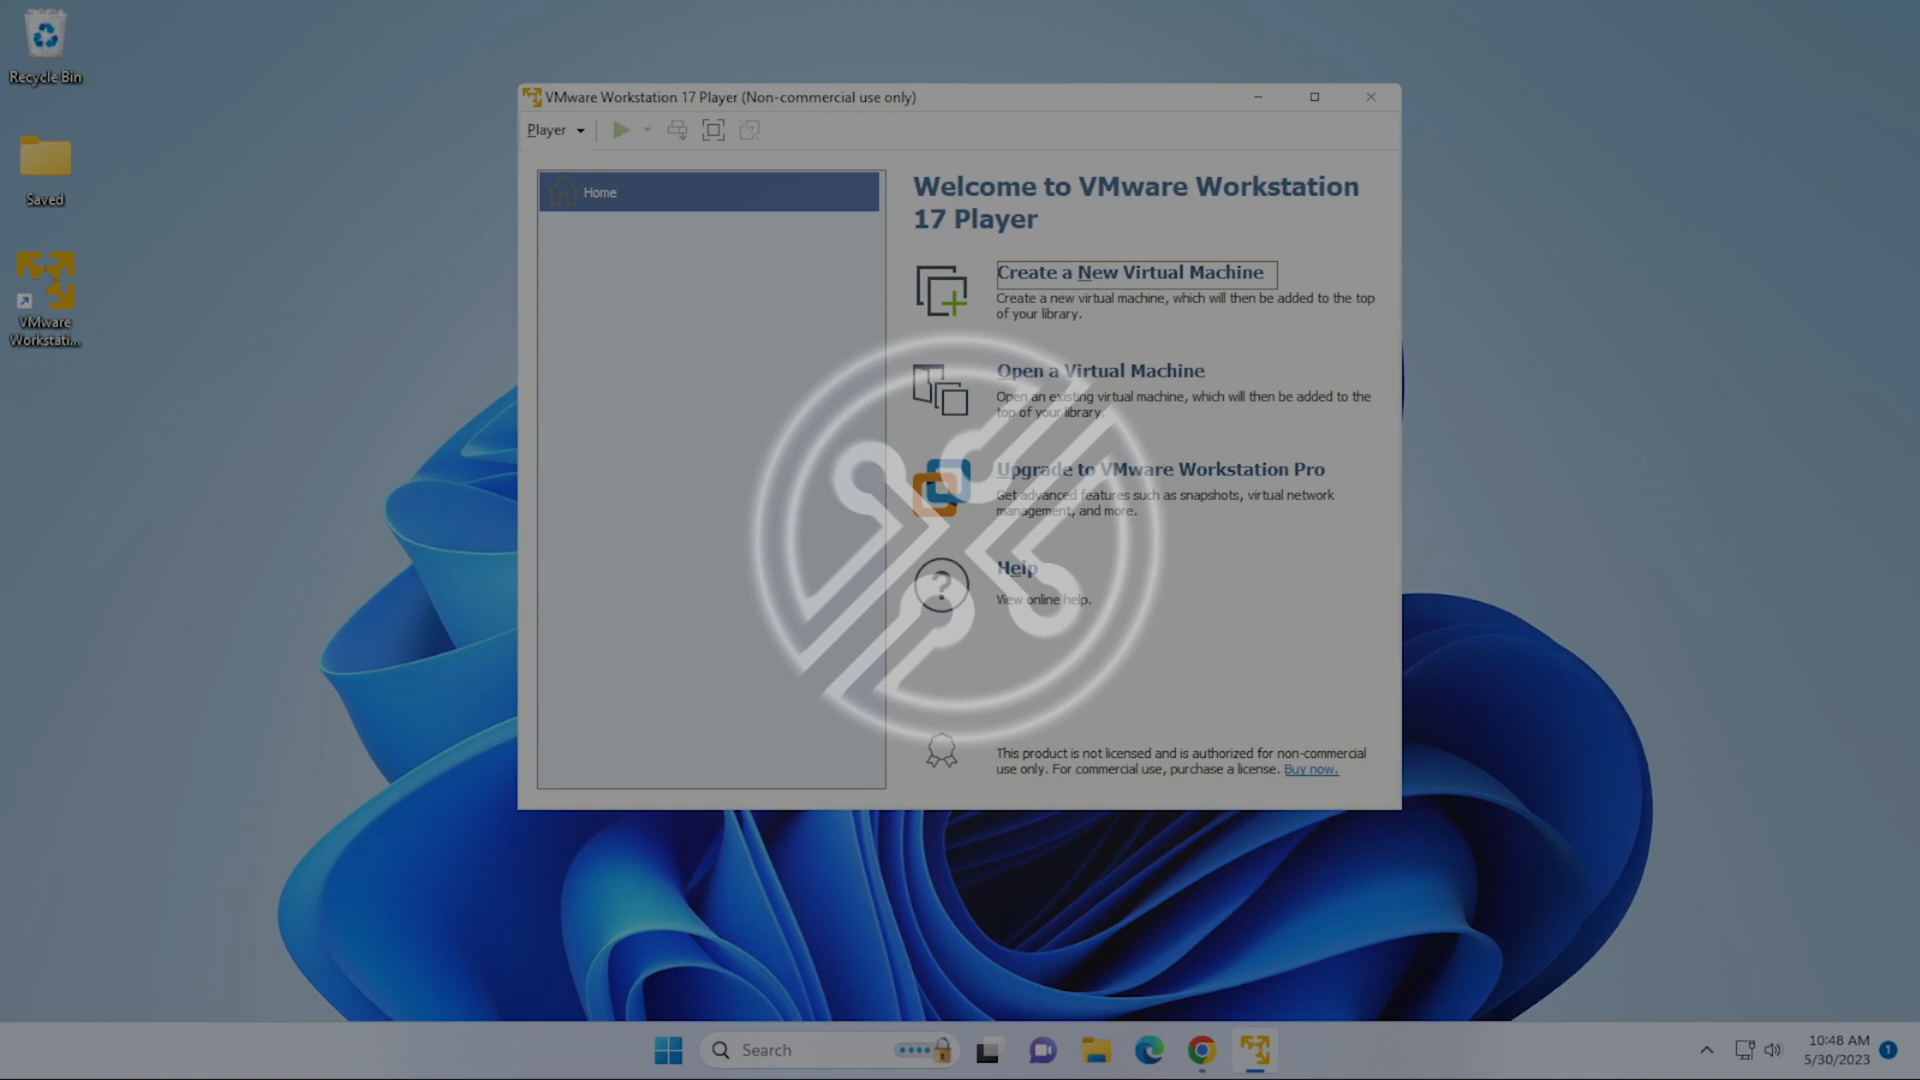 Recycle Bin
Saved
VMware
Workstati...
VMware Workstation 17 Player (Non-commercial use only)
Player
Home
Welcome to VMware Workstation
17 Player
Create a New Virtual Machine
Create a new virtual machine, which will then be added to the top
of your library.
Open a Virtual Machine
Open an existing virtual machine, which will then be added to the
top of your library.
Upgrade to VMware Workstation Pro
Get advanced features such as snapshots, virtual network
management, and more.
Help
View online help.
This product is not licensed and is authorized for non-commercial
use only. For commercial use, purchase a license. Buy now.
Search
10:48 AM
5/30/2023
1